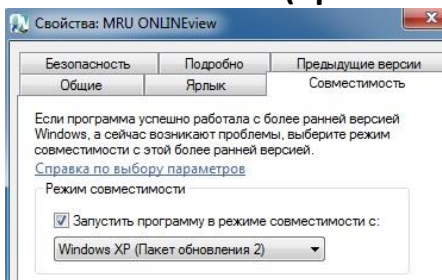 Свойства: MRU ONLINEview
Безопасность Подробно Предыдущие версии
Общие Ярлык Совместимость
Если программа успешно работала с более ранней версией
Windows, а сейчас возникают проблемы, выберите режим
совместимости с этой более ранней версией.
Справка по выбору параметров
Режим совместимости
Запустить программу в режиме совместимости с:
Windows XP (Пакет обновления 2)